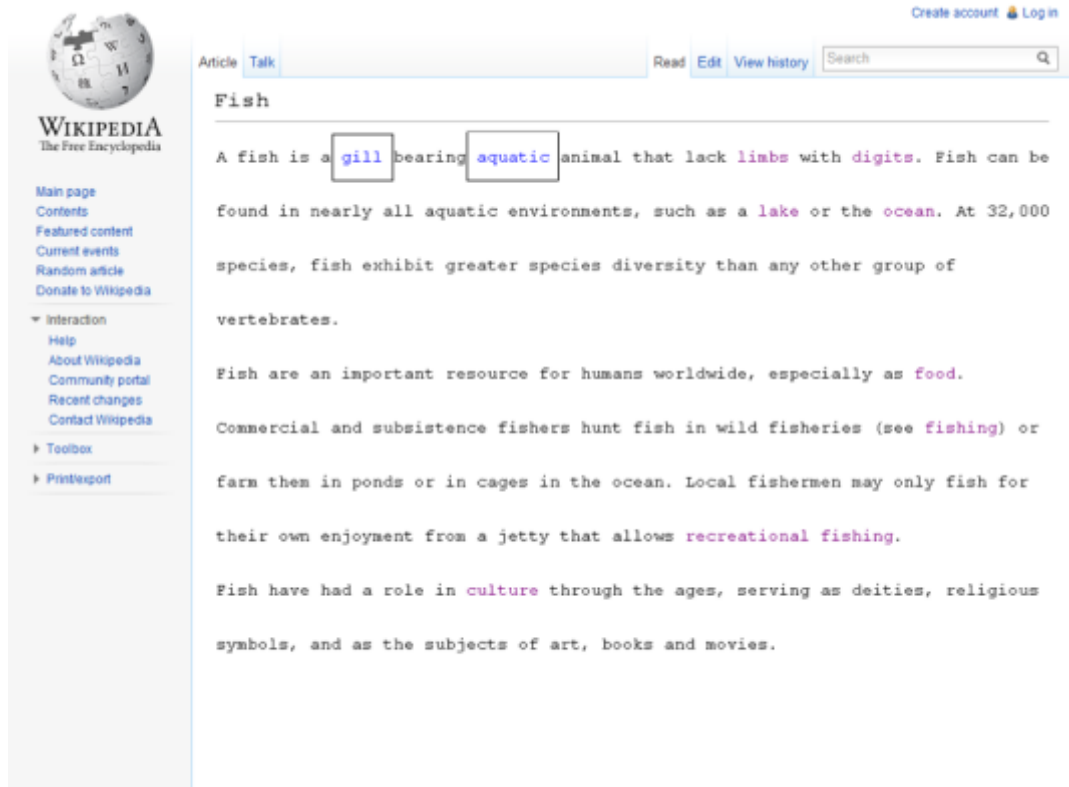 Create account Log in
Article Talk Read Edit View history Search
WIKIPEDIA
The Free Encyclopedia
Main page
Contents
Featured content
Current events
Random article
Donate to Wikipedia
Interaction
Help
About Wikipedia
Community portal
Recent changes
Contact Wikipedia
Toolbox
Print/export
Fish
A fish is a gill bearing aquatic animal that lack limbs with digits. Fish can be
found in nearly all aquatic environments, such as a lake or the ocean. At 32,000
species, fish exhibit greater species diversity than any other group of
vertebrates.
Fish are an important resource for humans worldwide, especially as food.
Commercial and subsistence fishers hunt fish in wild fisheries (see fishing) or
farm them in ponds or in cages in the ocean. Local fishermen may only fish for
their own enjoyment from a jetty that allows recreational fishing.
Fish have had a role in culture through the ages, serving as deities, religious
symbols, and as the subjects of art, books and movies.